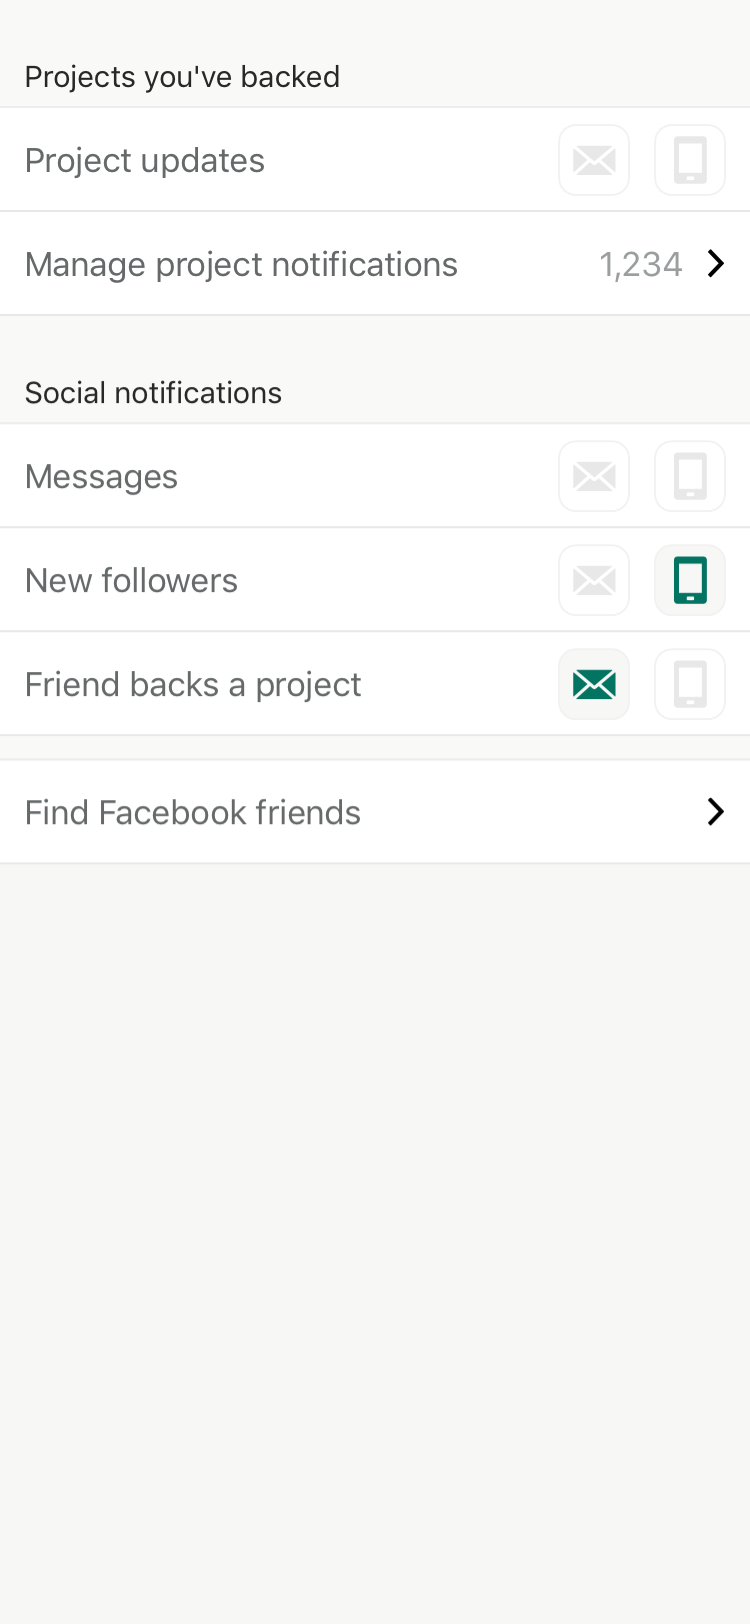 Projects you've backed
Project updates
Manage project notifications 1,234
Social notifications
Messages
New followers
Friend backs a project
Find Facebook friends